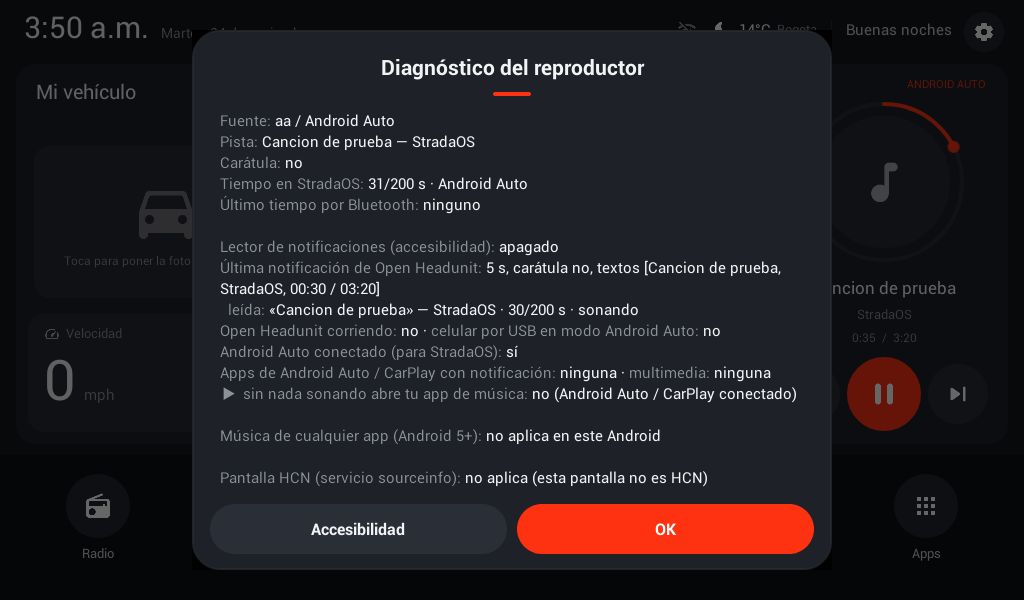 3:50 a.m.
14°C Bogota
Buenas noches
Mi vehículo
ANDROID AUTO
Diagnóstico del reproductor
Fuente: aa / Android Auto
Pista: Cancion de prueba — StradaOS
Carátula: no
Tiempo en StradaOS: 31/200 s · Android Auto
Último tiempo por Bluetooth: ninguno
Lector de notificaciones (accesibilidad): apagado
Última notificación de Open Headunit: 5 s, carátula no, textos [Cancion de prueba,
StradaOS, 00:30 / 03:20]
leída: «Cancion de prueba» — StradaOS · 30/200 s · sonando
Open Headunit corriendo: no · celular por USB en modo Android Auto: no
Android Auto conectado (para StradaOS): sí
Apps de Android Auto / CarPlay con notificación: ninguna · multimedia: ninguna
▶ sin nada sonando abre tu app de música: no (Android Auto / CarPlay conectado)
Música de cualquier app (Android 5+): no aplica en este Android
Pantalla HCN (servicio sourceinfo): no aplica (esta pantalla no es HCN)
Accesibilidad
OK
Toca para poner la foto
Velocidad
0 mph
ncion de prueba
StradaOS
0:35 / 3:20
Radio
Apps